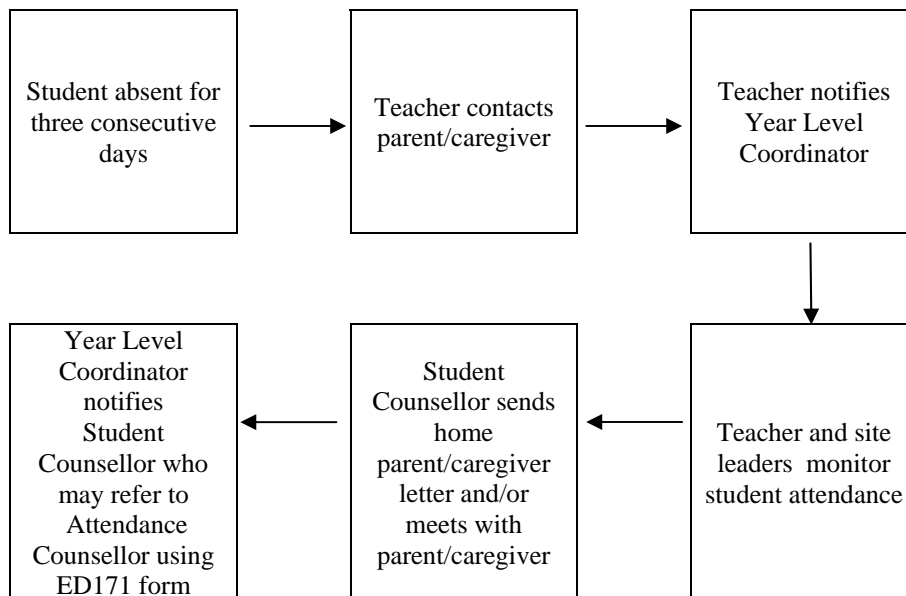 Student absent for
three consecutive
days
Teacher contacts
parent/caregiver
Teacher notifies
Year Level
Coordinator
Teacher and site
leaders monitor
student attendance
Student
Counsellor sends
home
parent/caregiver
letter and/or
meets with
parent/caregiver
Year Level
Coordinator
notifies
Student
Counsellor who
may refer to
Attendance
Counsellor using
ED171 form